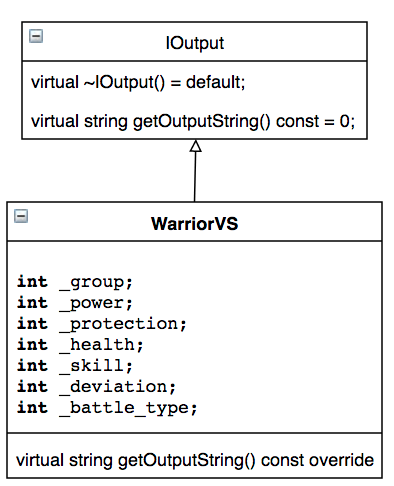 IOutput
virtual ~IOutput() = default;
virtual string getOutputString() const = 0;
WarriorVS
int _group;
int _power;
int _protection;
int _health;
int _skill;
int _deviation;
int _battle_type;
virtual string getOutputString() const override